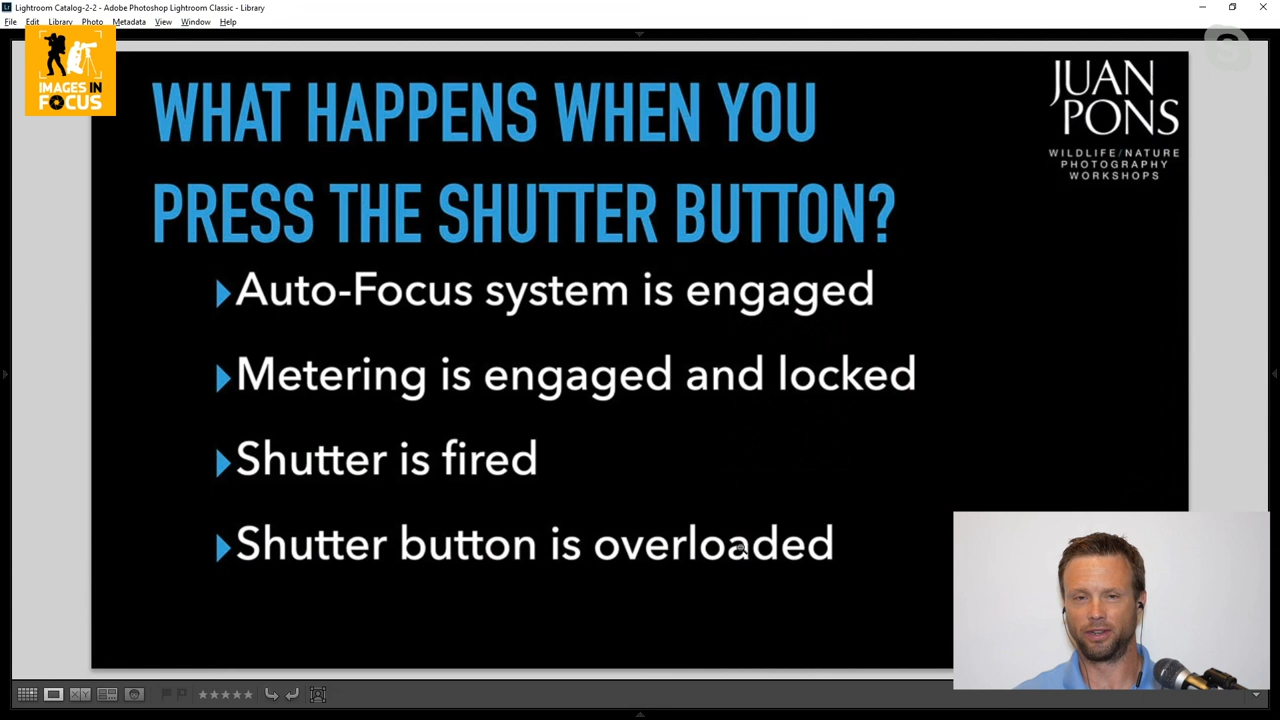 Lightroom Catalog-2-2 - Adobe Photoshop Lightroom Classic - Library
File Edit Library Photo Metadata View Window Help
IMAGES IN
FOCUS
WHAT HAPPENS WHEN YOU
PRESS THE SHUTTER BUTTON?
JUAN
PONS
WILDLIFE/NATURE
PHOTOGRAPHY
WORKSHOPS
Auto-Focus system is engaged
Metering is engaged and locked
Shutter is fired
Shutter button is overloaded